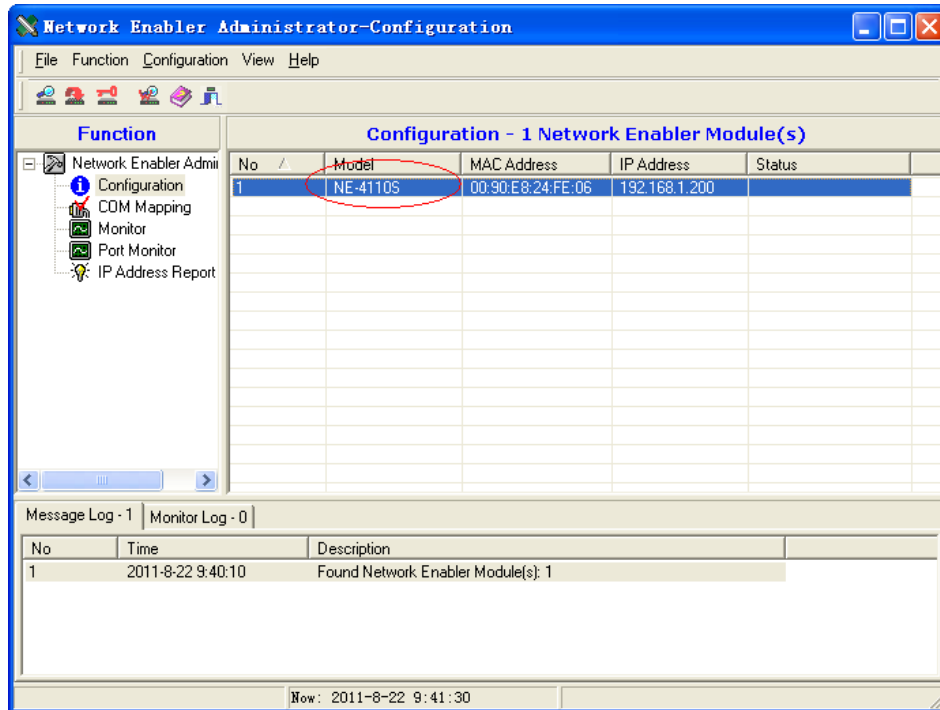 Network Enabler Administrator-Configuration
File Function Configuration View Help
Function
Configuration - 1 Network Enabler Module(s)
Network Enabler Admi
Configuration
COM Mapping
Monitor
Port Monitor
IP Address Report
No Model MAC Address IP Address Status
1 NE-4110S 00:90:E8:24:FE:06 192.168.1.200
Message Log - 1 Monitor Log - 0
No Time Description
1 2011-8-22 9:40:10 Found Network Enabler Module(s): 1
Now: 2011-8-22 9:41:30